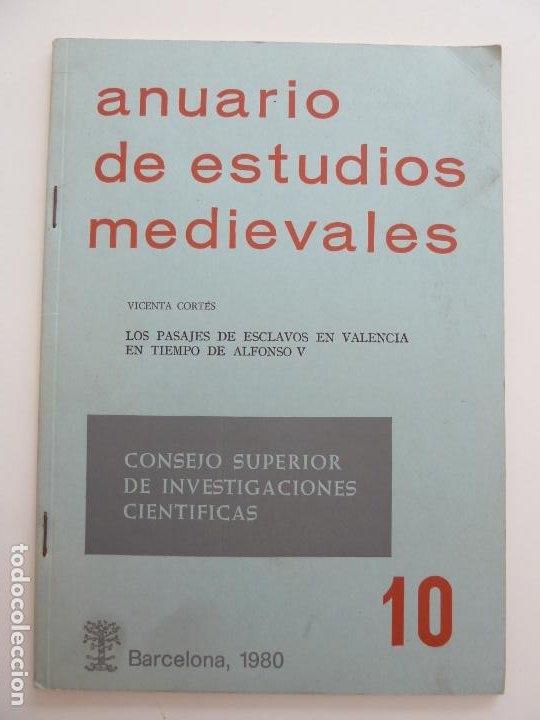 anuario
de estudios
medievales
VICENTA CORTÉS
LOS PASAJES DE ESCLAVOS EN VALENCIA
EN TIEMPO DE ALFONSO V
CONSEJO SUPERIOR
DE INVESTIGACIONES
CIENTIFICAS
10
Barcelona, 1980
todocoleccion.net